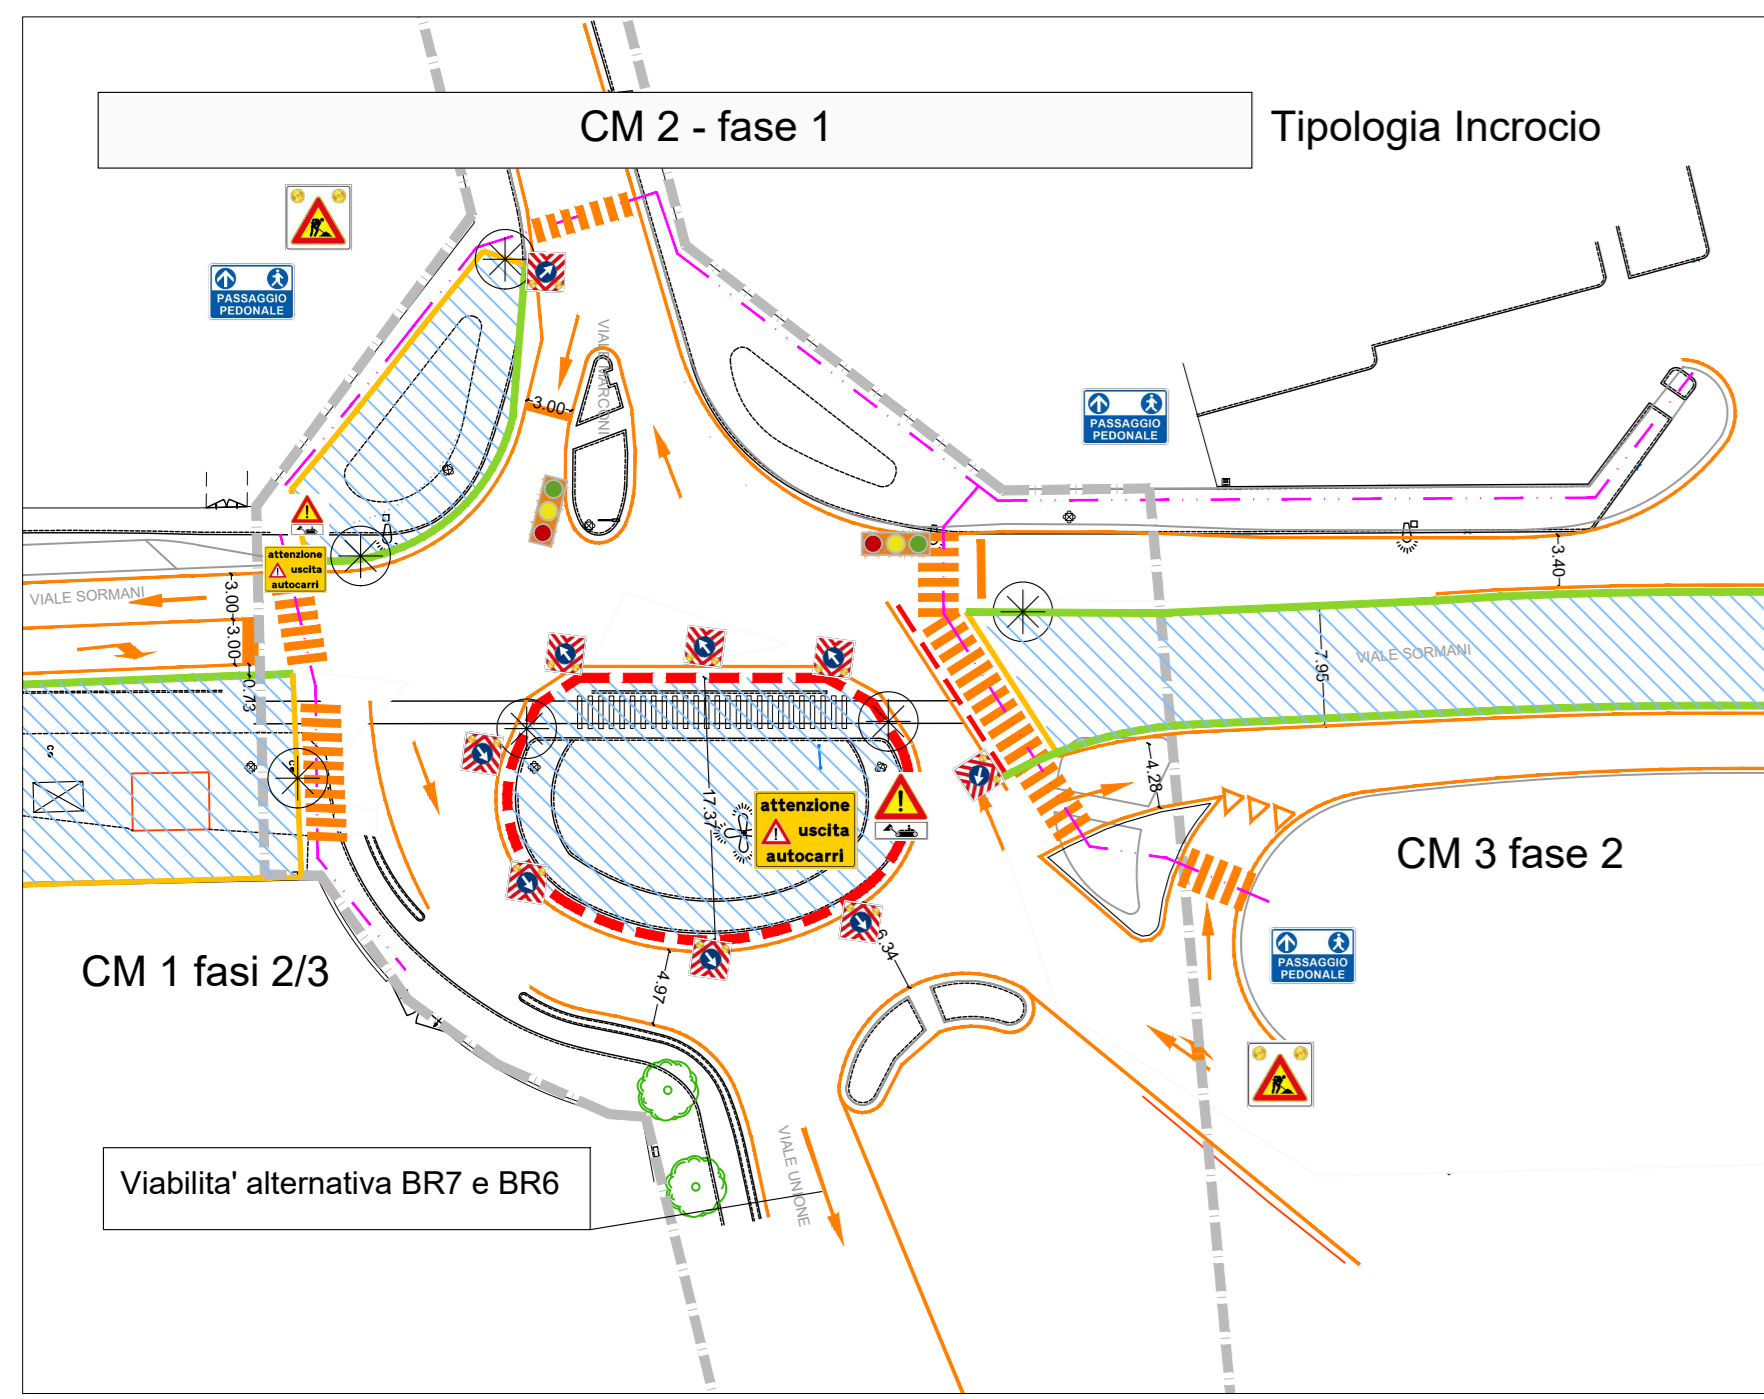 CM 2 - fase 1
Tipologia Incrocio
PASSAGGIO
PEDONALE
VIALE MARCONI
3.00
PASSAGGIO
PEDONALE
attenzione
uscita
autocarri
VIALE SORMANI
3.00
3.00
0.73
3.40
7.95
VIALE SORMANI
4.28
17.37
attenzione
uscita
autocarri
CM 3 fase 2
6.34
4.97
CM 1 fasi 2/3
PASSAGGIO
PEDONALE
Viabilita' alternativa BR7 e BR6
VIALE UNIONE